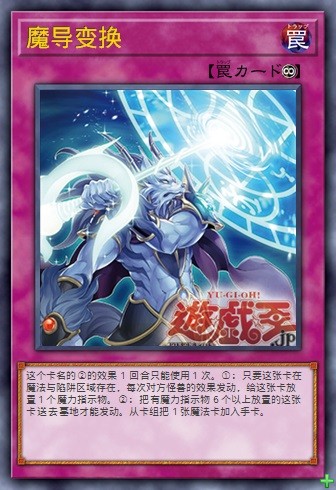 魔导变换
トラップ
罠
【罠カード】
YU-GI-OH!
遊戯王
.JP
这个卡名的②的效果1回合只能使用1次。①：只要这张卡在
魔法与陷阱区域存在，每次对方怪兽的效果发动，给这张卡放
置1个魔力指示物。②：把有魔力指示物6个以上放置的这张
卡送去墓地才能发动。从卡组把1张魔法卡加入手卡。